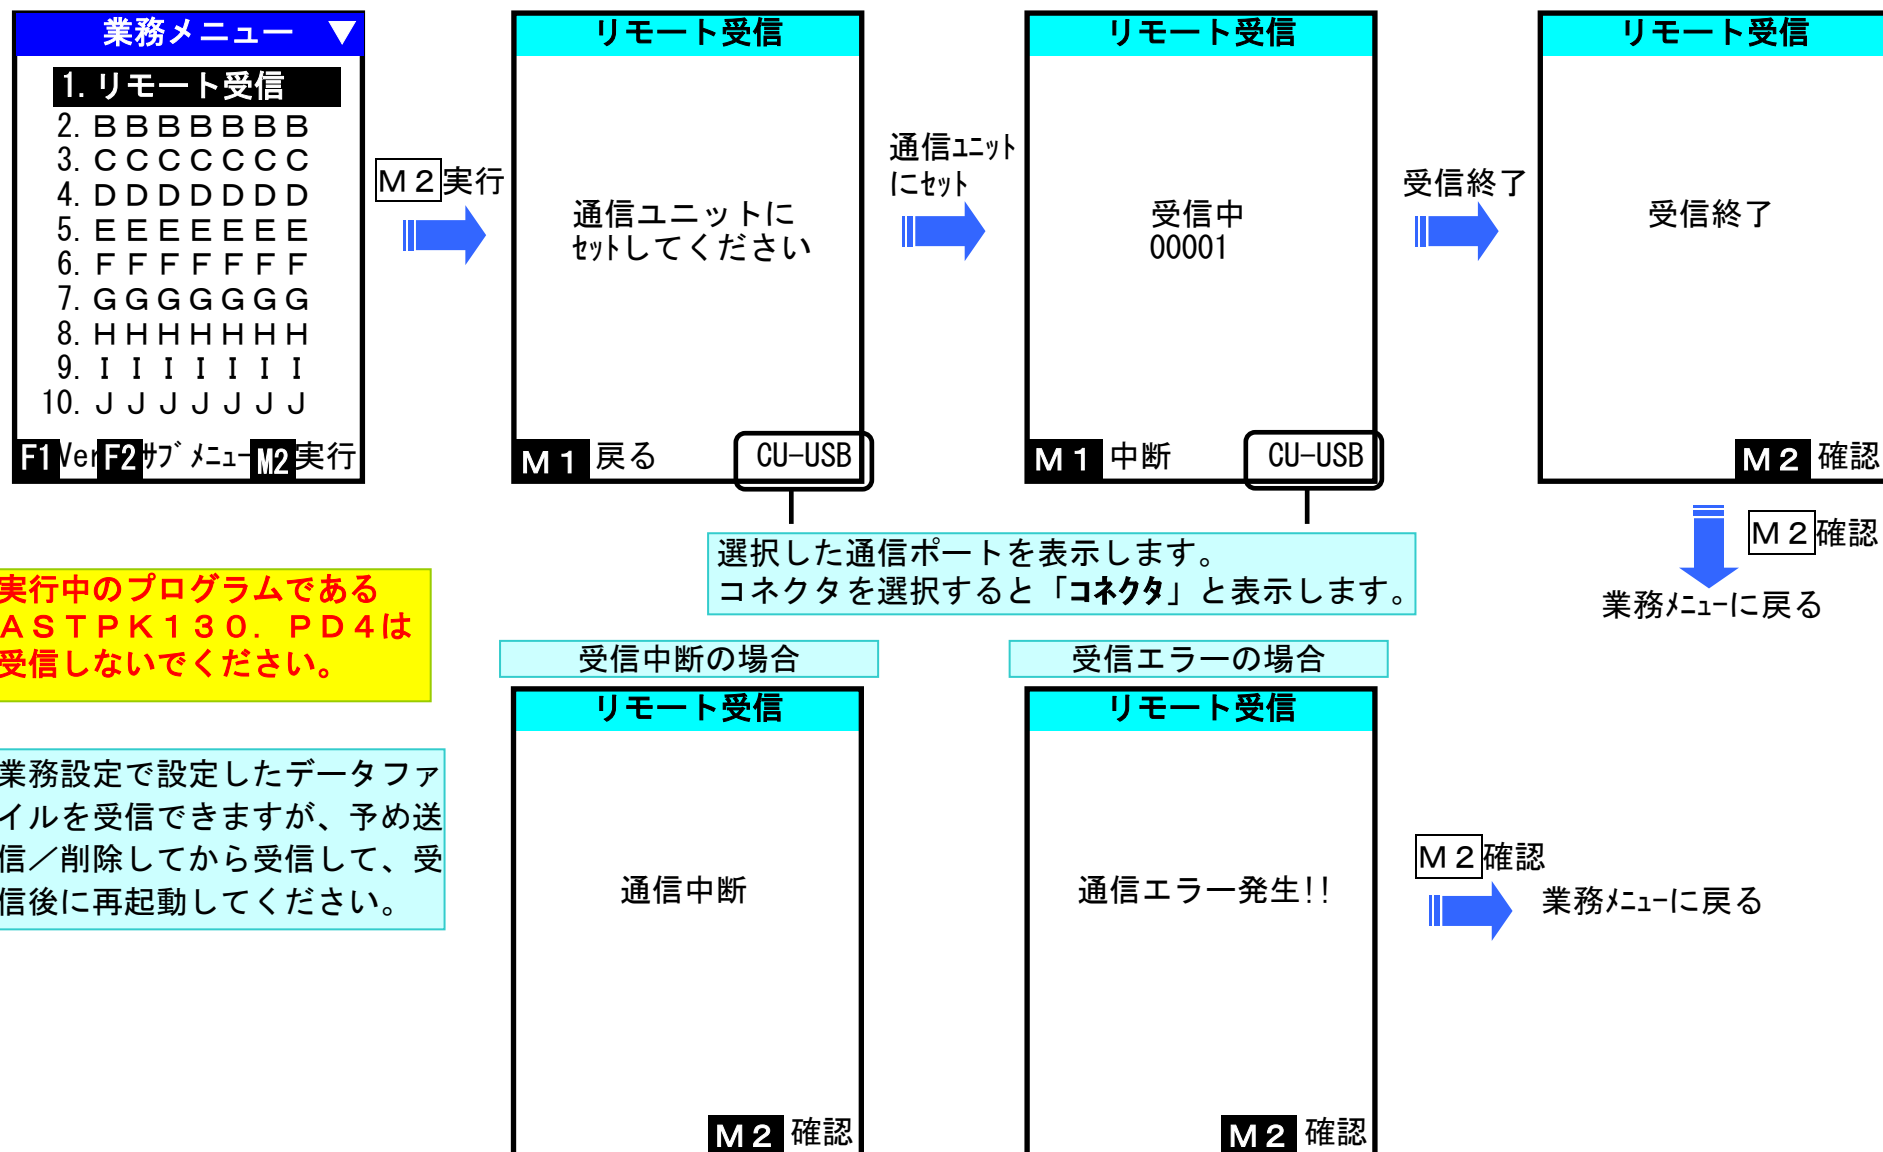 業務メニュー ▼
1. リモート受信
2. ＢＢＢＢＢＢＢ
3. ＣＣＣＣＣＣＣ
4. ＤＤＤＤＤＤＤ
5. ＥＥＥＥＥＥＥ
6. ＦＦＦＦＦＦＦ
7. ＧＧＧＧＧＧＧ
8. ＨＨＨＨＨＨＨ
9. ＩＩＩＩＩＩＩ
10. ＪＪＪＪＪＪＪ
F1 Ver F2 ｻﾌﾞﾒﾆｭｰ M2 実行
Ｍ２ 実行
リモート受信
通信ユニットに
ｾｯﾄしてください
Ｍ１ 戻る CU-USB
通信ﾕﾆｯﾄ
にｾｯﾄ
リモート受信
受信中
00001
Ｍ１ 中断 CU-USB
受信終了
リモート受信
受信終了
Ｍ２ 確認
Ｍ２ 確認
業務ﾒﾆｭｰに戻る
選択した通信ポートを表示します。
コネクタを選択すると「ｺﾈｸﾀ」と表示します。
実行中のプログラムである
ＡＳＴＰＫ１３０．ＰＤ４は
受信しないでください。
業務設定で設定したデータファ
イルを受信できますが、予め送
信／削除してから受信して、受
信後に再起動してください。
受信中断の場合
リモート受信
通信中断
Ｍ２ 確認
受信エラーの場合
リモート受信
通信エラー発生!!
Ｍ２ 確認
Ｍ２ 確認
業務ﾒﾆｭｰに戻る